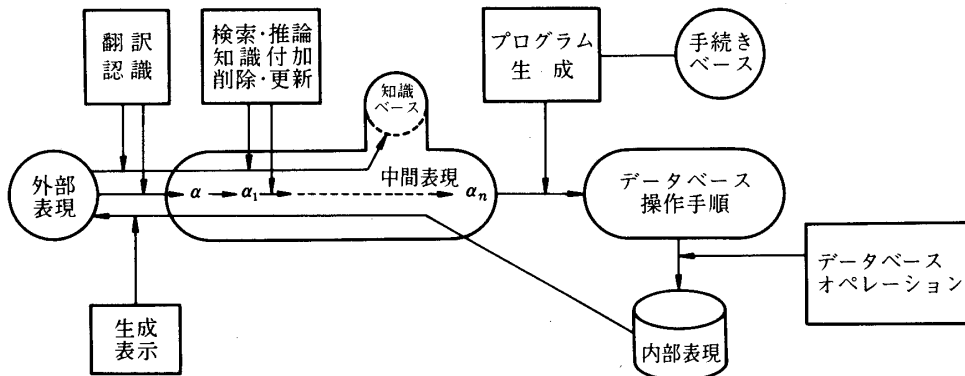 翻訳
認識
検索・推論
知識付加
削除・更新
プログラム
生成
手続き
ベース
知識
ベース
外部
表現
α
α₁
中間表現
αₙ
データベース
操作手順
データベース
オペレーション
生成
表示
内部表現